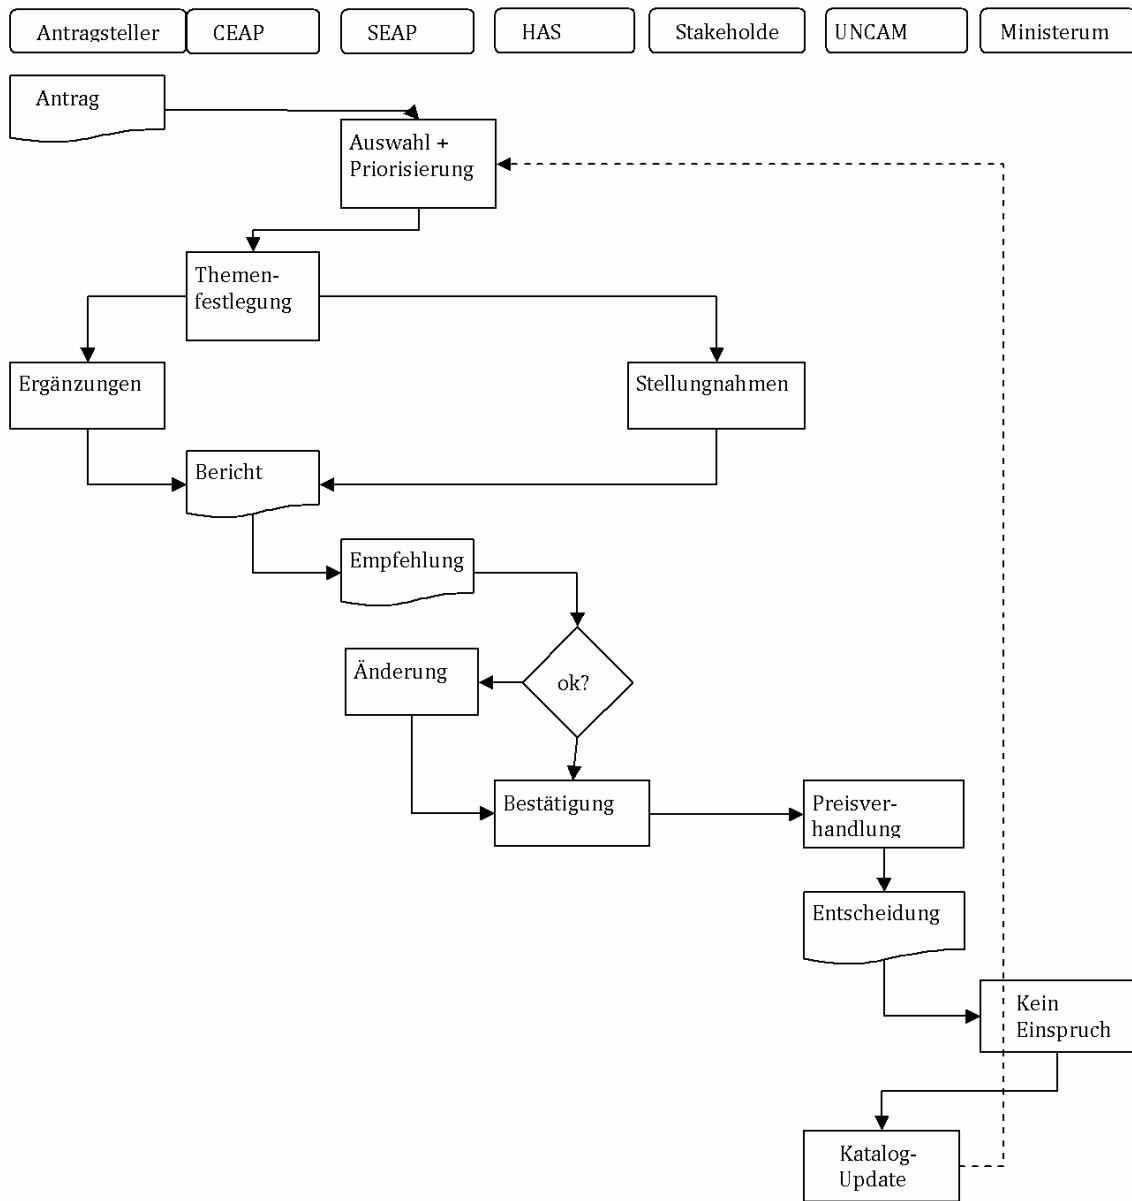 Antragsteller
CEAP
SEAP
HAS
Stakeholde
UNCAM
Ministerum
Antrag
Auswahl +
Priorisierung
Themen-
festlegung
Ergänzungen
Stellungnahmen
Bericht
Empfehlung
Änderung
ok?
Bestätigung
Preisver-
handlung
Entscheidung
Kein
Einspruch
Katalog-
Update